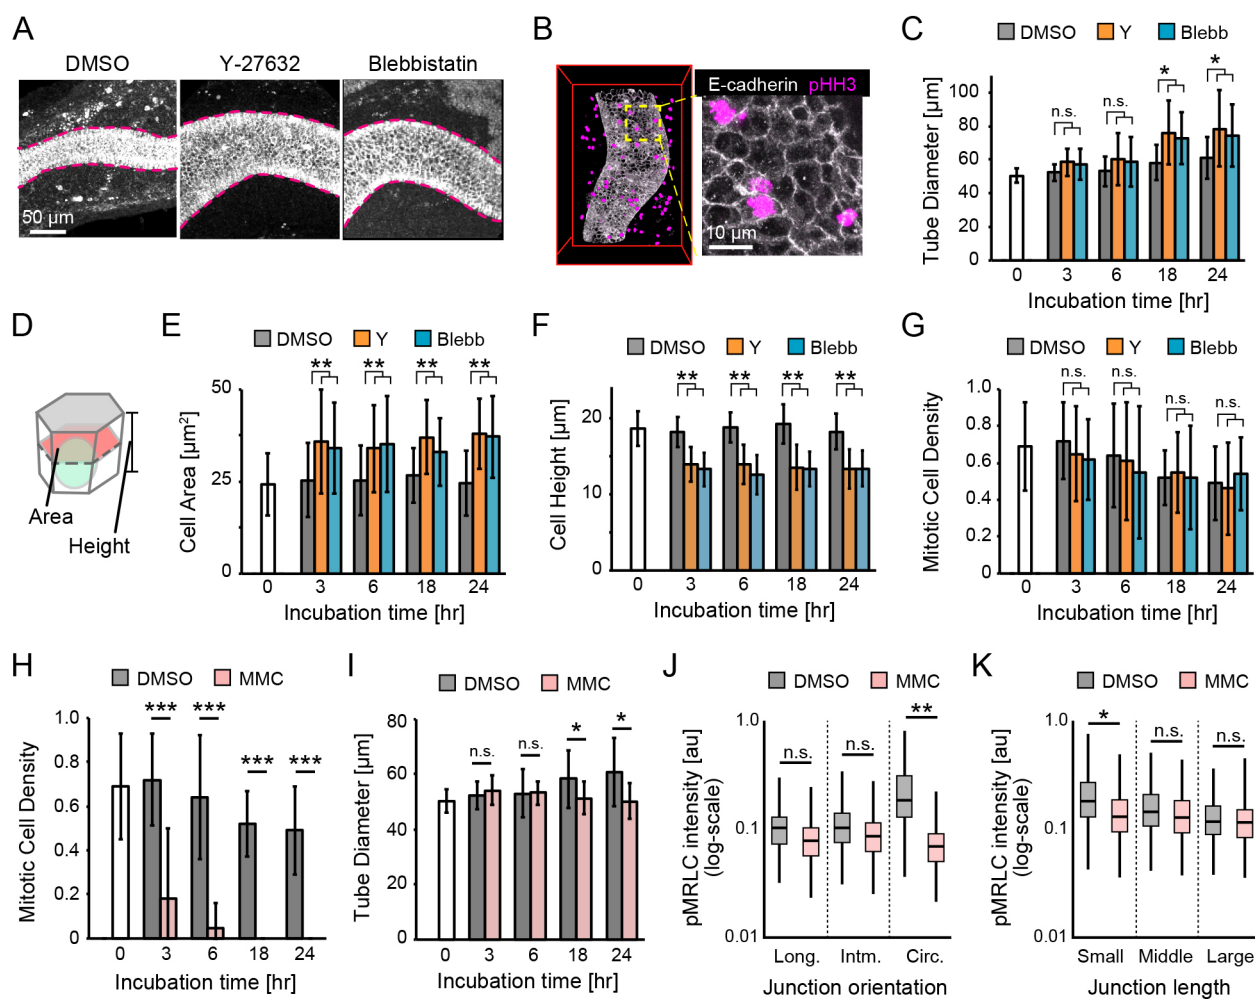 A
DMSO
Y-27632
Blebbistatin
50 µm
B
E-cadherin pHH3
10 µm
C
DMSO Y Blebb
Tube Diameter [µm]
100
80
60
40
20
0
n.s.
n.s.
*
*
0 3 6 18 24
Incubation time [hr]
D
Area
Height
E
DMSO Y Blebb
Cell Area [µm²]
50
25
0
** ** ** **
0 3 6 18 24
Incubation time [hr]
F
DMSO Y Blebb
Cell Height [µm]
20
10
0
** ** ** **
0 3 6 18 24
Incubation time [hr]
G
DMSO Y Blebb
Mitotic Cell Density
1.0
0.8
0.6
0.4
0.2
0
n.s. n.s. n.s. n.s.
0 3 6 18 24
Incubation time [hr]
H
DMSO MMC
Mitotic Cell Density
1.0
0.8
0.6
0.4
0.2
0
*** *** *** ***
0 3 6 18 24
Incubation time [hr]
I
DMSO MMC
Tube Diameter [µm]
80
60
40
20
0
n.s. n.s. * *
0 3 6 18 24
Incubation time [hr]
J
DMSO MMC
pMRLC intensity [au]
(log-scale)
1.0
0.1
0.01
n.s. n.s. **
Long. Intm. Circ.
Junction orientation
K
DMSO MMC
pMRLC intensity [au]
(log-scale)
1.0
0.1
0.01
* n.s. n.s.
Small Middle Large
Junction length